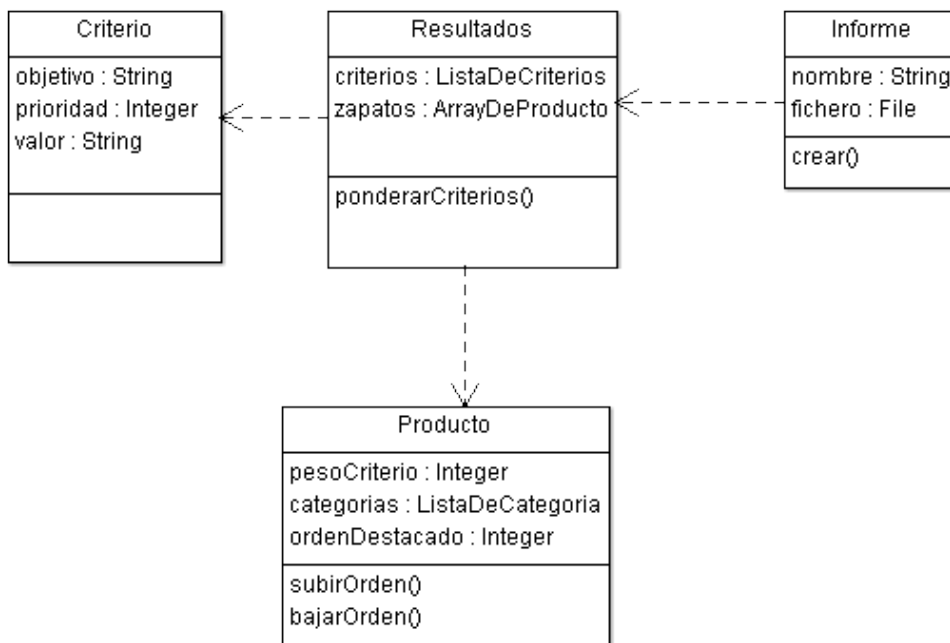 Criterio
objetivo : String
prioridad : Integer
valor : String
Resultados
criterios : ListaDeCriterios
zapatos : ArrayDeProducto
ponderarCriterios()
Informe
nombre : String
fichero : File
crear()
Producto
pesoCriterio : Integer
categorias : ListaDeCategoria
ordenDestacado : Integer
subirOrden()
bajarOrden()